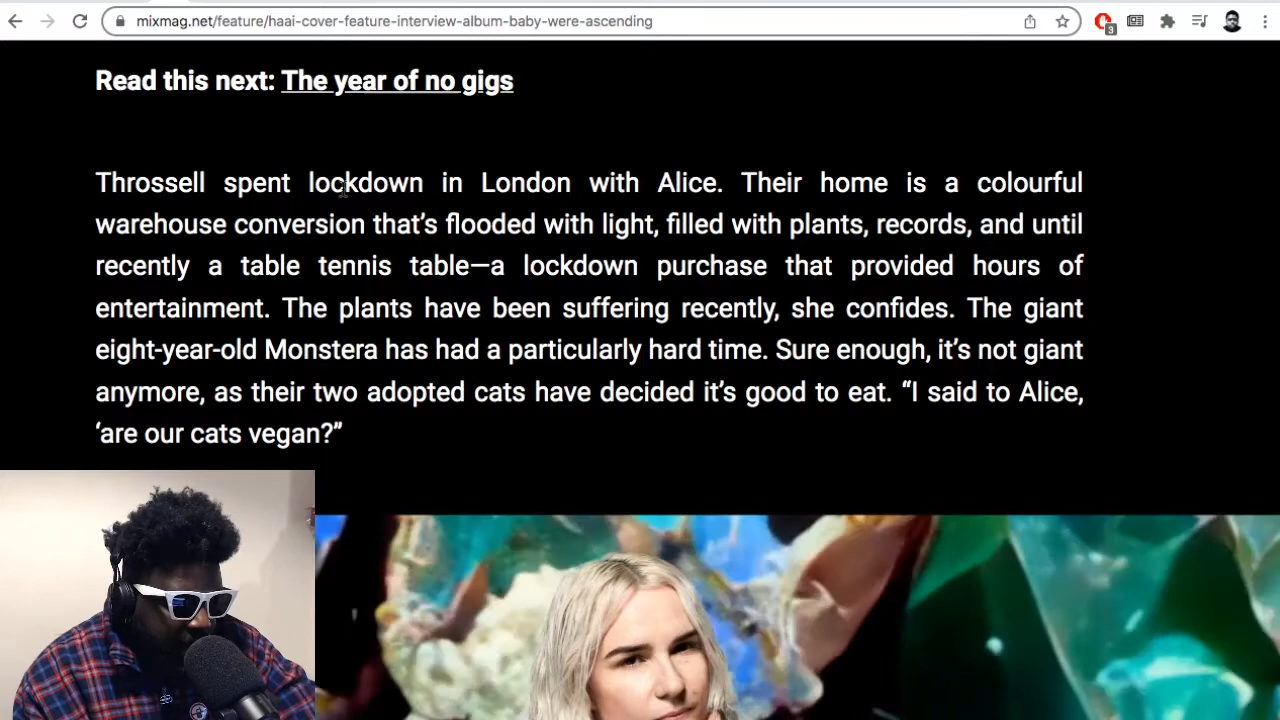 mixmag.net/feature/haai-cover-feature-interview-album-baby-were-ascending
3
Read this next: The year of no gigs
Throssell spent lockdown in London with Alice. Their home is a colourful
warehouse conversion that’s flooded with light, filled with plants, records, and until
recently a table tennis table—a lockdown purchase that provided hours of
entertainment. The plants have been suffering recently, she confides. The giant
eight-year-old Monstera has had a particularly hard time. Sure enough, it’s not giant
anymore, as their two adopted cats have decided it’s good to eat. “I said to Alice,
‘are our cats vegan?”